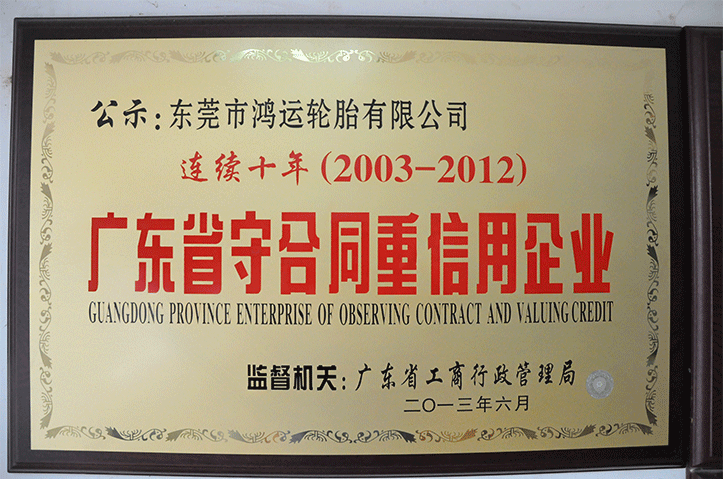 公示：东莞市鸿运轮胎有限公司
连续十年(2003-2012)
广东省守合同重信用企业
GUANGDONG PROVINCE ENTERPRISE OF OBSERVING CONTRACT AND VALUING CREDIT
监督机关：广东省工商行政管理局
二〇一三年六月